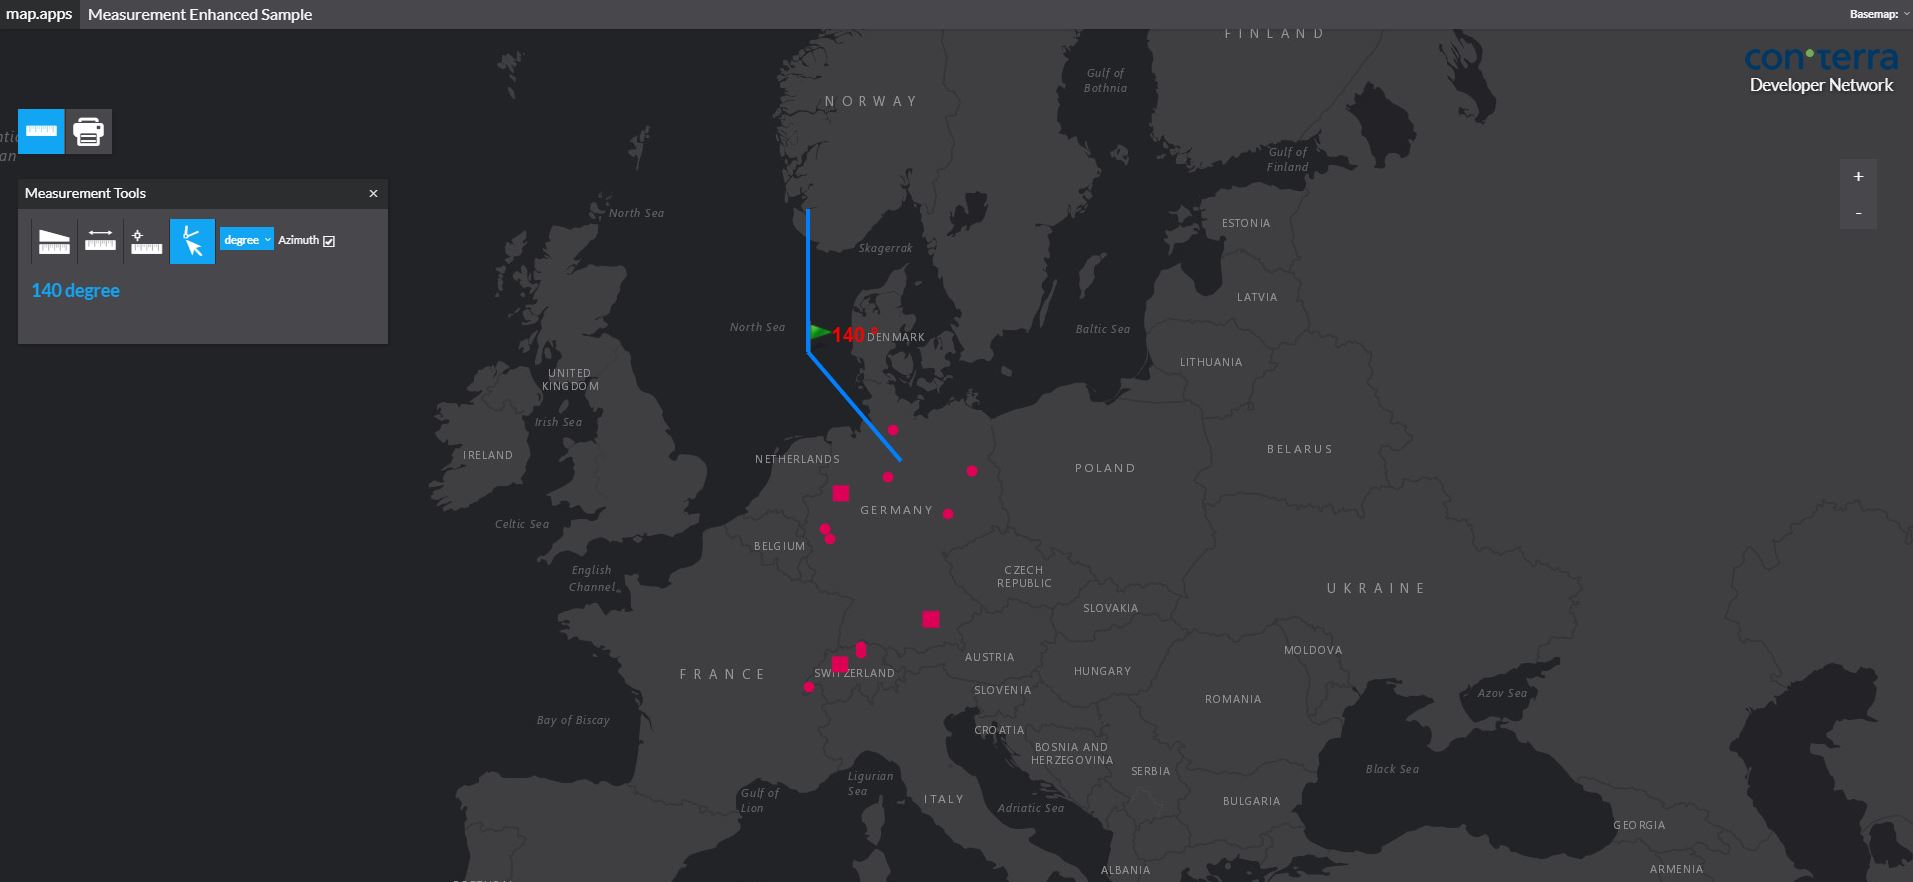 map.apps
Measurement Enhanced Sample
Basemap:
con terra
Developer Network
FINLAND
Gulf of
Bothnia
NORWAY
Gulf of
Finland
an
Measurement Tools
North Sea
ESTONIA
degree
Azimuth
Skagerrak
140 degree
LATVIA
North Sea
140 °
DENMARK
Baltic Sea
LITHUANIA
UNITED
KINGDOM
Irish Sea
BELARUS
IRELAND
NETHERLANDS
POLAND
GERMANY
Celtic Sea
BELGIUM
English
Channel
CZECH
REPUBLIC
UKRAINE
SLOVAKIA
MOLDOVA
AUSTRIA
HUNGARY
FRANCE
SWITZERLAND
SLOVENIA
ROMANIA
Azov Sea
Bay of Biscay
CROATIA
BOSNIA AND
HERZEGOVINA
SERBIA
Black Sea
Ligurian
Sea
Gulf of
Lion
ITALY
Adriatic Sea
BULGARIA
GEORGIA
ALBANIA
ARMENIA